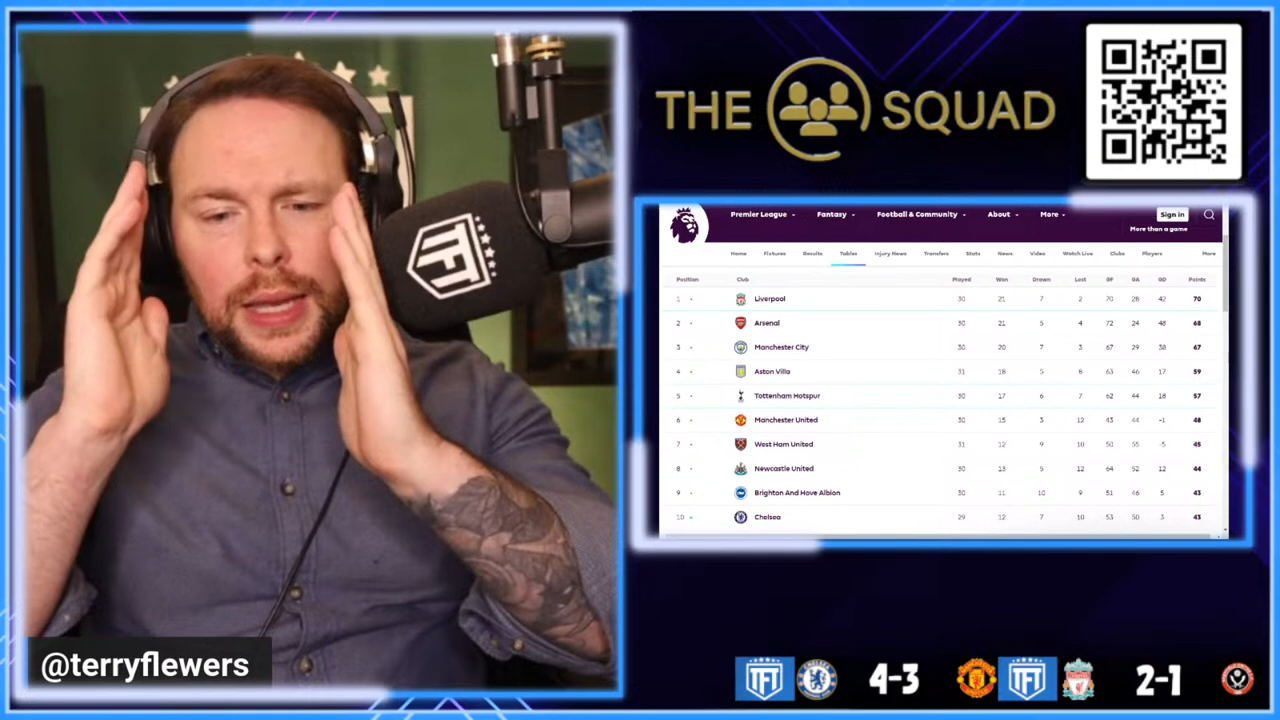 THE SQUAD
Premier League Fantasy Football & Community About More Sign in
More than a game
Home Fixtures Results Tables Injury News Transfers Stats News Video Watch Live Clubs Players More
Position Club Played Won Drawn Lost GF GA GD Points
1 Liverpool 30 21 7 2 70 28 42 70
2 Arsenal 30 21 5 4 72 24 48 68
3 Manchester City 30 20 7 3 67 29 38 67
4 Aston Villa 31 18 5 8 63 46 17 59
5 Tottenham Hotspur 30 17 6 7 62 44 18 57
6 Manchester United 30 15 3 12 43 44 -1 48
7 West Ham United 31 12 9 10 50 55 -5 45
8 Newcastle United 30 13 5 12 64 52 12 44
9 Brighton And Hove Albion 30 11 10 9 51 46 5 43
10 Chelsea 29 12 7 10 53 50 3 43
TFT
@terryflewers
TFT 4-3 TFT 2-1